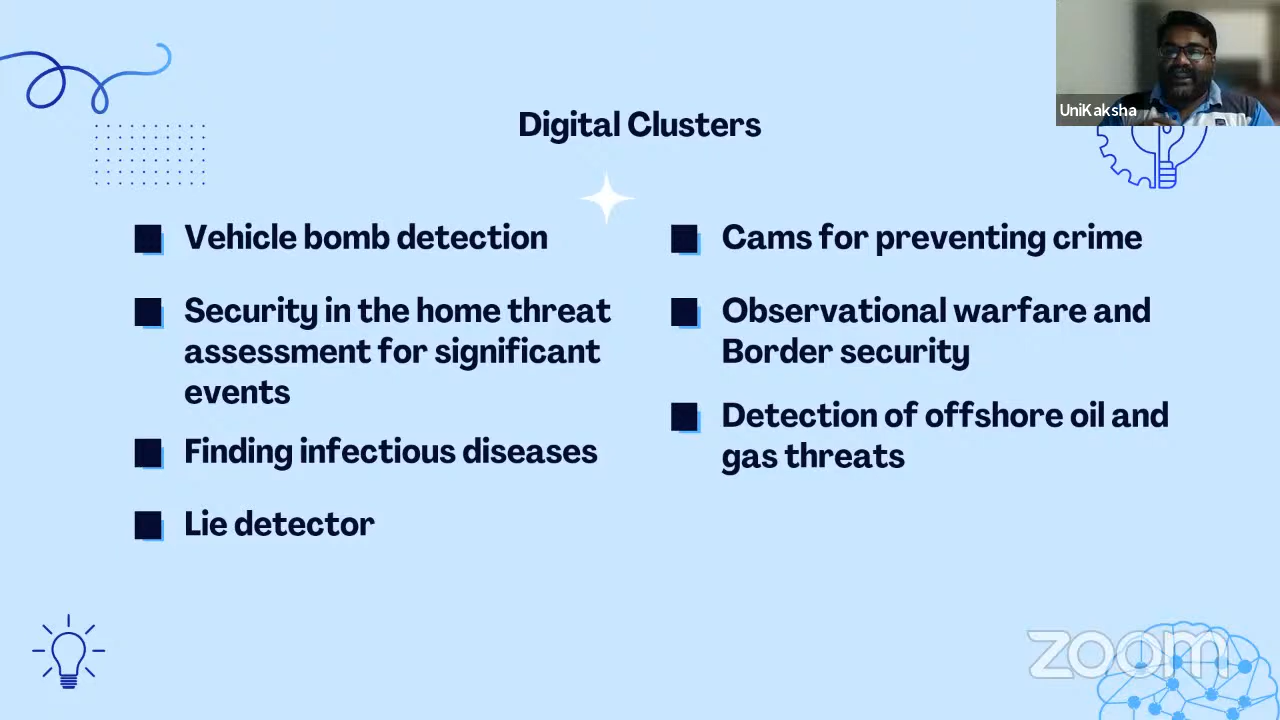 UniKaksha
Digital Clusters
Vehicle bomb detection
Security in the home threat
assessment for significant
events
Finding infectious diseases
Lie detector
Cams for preventing crime
Observational warfare and
Border security
Detection of offshore oil and
gas threats
zoom